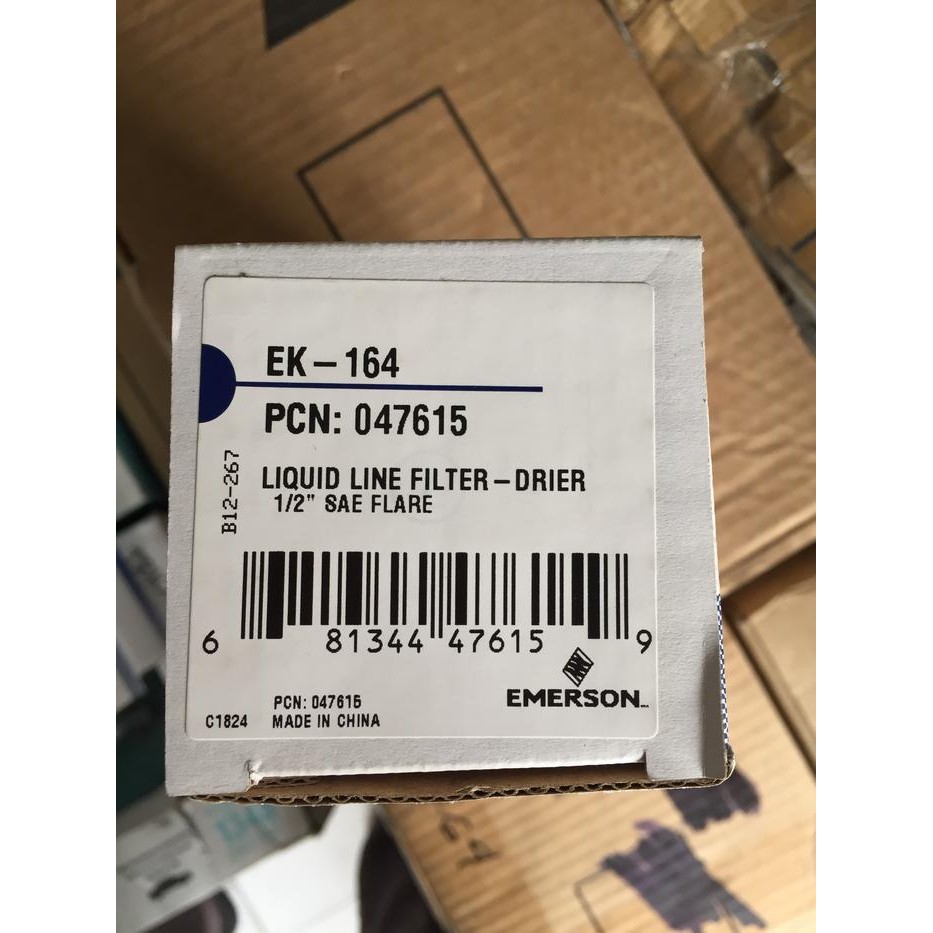 EK-164
PCN: 047615
LIQUID LINE FILTER-DRIER
1/2" SAE FLARE
B12-267
6 81344 47615 9
EMERSON
PCN: 047615
C1824 MADE IN CHINA